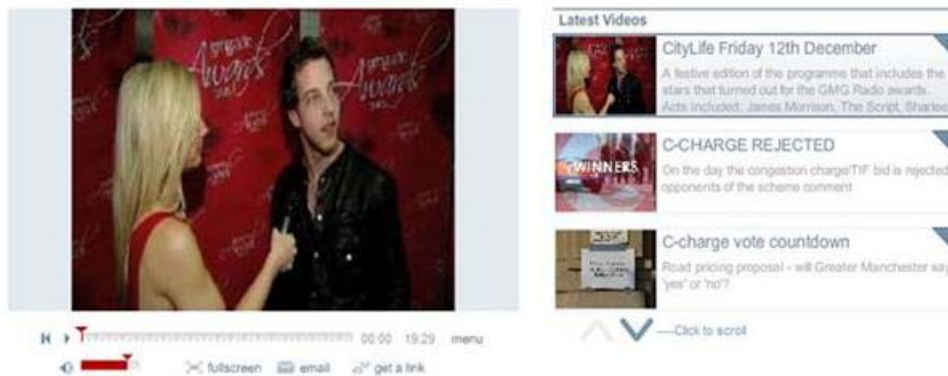 Awards
Awards
Awards
Latest Videos
CityLife Friday 12th December
A festive edition of the programme that includes the
stars that turned out for the GMG Radio awards.
Acts included, James Morrison, The Script, Sharlee
WINNERS
C-CHARGE REJECTED
On the day the congestion charge/TIF bid is rejected
opponents of the scheme comment
C-charge vote countdown
Road pricing proposal - will Greater Manchester say
'yes' or 'no'?
----Click to scroll
00:00 19:29 menu
fullscreen email get a link